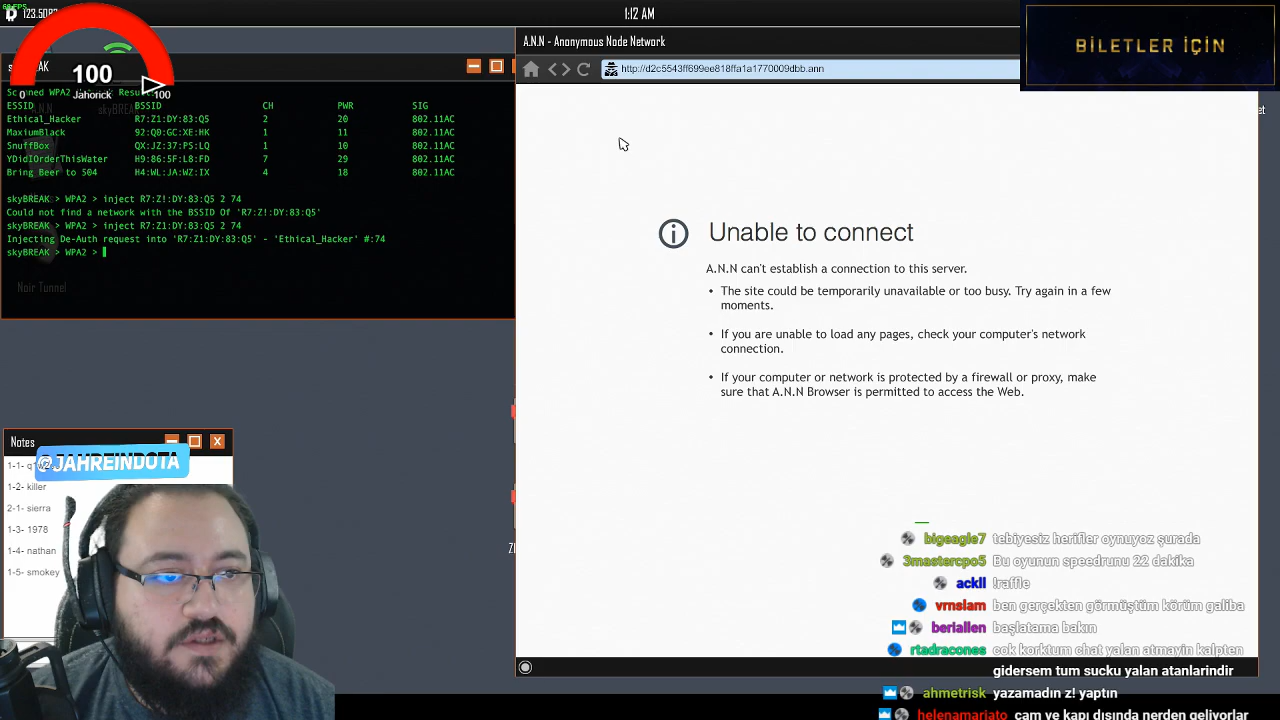 123.5083
1:12 AM
BİLETLER İÇİN
100
0
Jahorick
100
A.N.N - Anonymous Node Network
http://d2c5543ff699ee818ffa1a1770009dbb.ann
ESSID BSSID CH PWR SIG
Ethical_Hacker R7:Z1:DY:83:Q5 2 20 802.11AC
MaxiumBlack 92:Q0:GC:XE:HK 1 11 802.11AC
SnuffBox QX:JZ:37:PS:LQ 1 10 802.11AC
YDidIOrderThisWater H9:86:5F:L8:FD 7 29 802.11AC
Bring Beer to 504 H4:WL:JA:WZ:IX 4 18 802.11AC
skyBREAK > WPA2 > inject R7:Z!:DY:83:Q5 2 74
Could not find a network with the BSSID Of 'R7:Z!:DY:83:Q5'
skyBREAK > WPA2 > inject R7:Z1:DY:83:Q5 2 74
Injecting De-Auth request into 'R7:Z1:DY:83:Q5' - 'Ethical_Hacker' #:74
skyBREAK > WPA2 >
Noir Tunnel
Unable to connect
A.N.N can't establish a connection to this server.
• The site could be temporarily unavailable or too busy. Try again in a few
moments.
• If you are unable to load any pages, check your computer's network
connection.
• If your computer or network is protected by a firewall or proxy, make
sure that A.N.N Browser is permitted to access the Web.
Notes
@JAHREINDOTA
1-2- killer
2-1- sierra
1-3- 1978
1-4- nathan
1-5- smokey
bigeagle7 tebiyesiz herifler oynuyoz şurada
3mastercpo5 Bu oyunun speedrunu 22 dakika
ackll !raffle
vrnslam ben gerçekten görmüştüm körüm galiba
beriallen başlatama bakın
rtadracones cok korktum chat yalan atmayin kalpten
gidersem tum sucku yalan atanlarindir
ahmetrisk yazamadın z! yaptın
helenamariato cam ve kapı dışında nerden geliyorlar